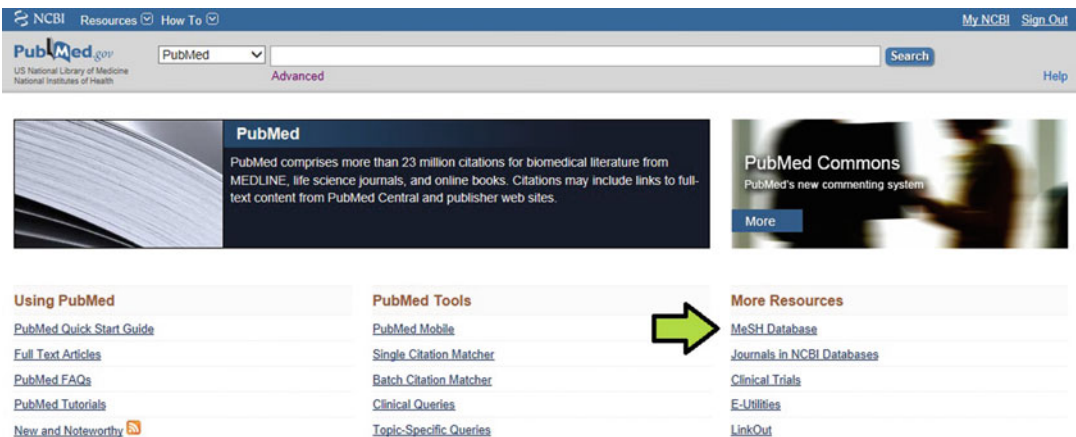 NCBI Resources How To My NCBI Sign Out
PubMed.gov
US National Library of Medicine
National Institutes of Health
PubMed
Search
Advanced
Help
PubMed
PubMed comprises more than 23 million citations for biomedical literature from
MEDLINE, life science journals, and online books. Citations may include links to full-
text content from PubMed Central and publisher web sites.
PubMed Commons
PubMed's new commenting system
More
Using PubMed
PubMed Quick Start Guide
Full Text Articles
PubMed FAQs
PubMed Tutorials
New and Noteworthy
PubMed Tools
PubMed Mobile
Single Citation Matcher
Batch Citation Matcher
Clinical Queries
Topic-Specific Queries
More Resources
MeSH Database
Journals in NCBI Databases
Clinical Trials
E-Utilities
LinkOut